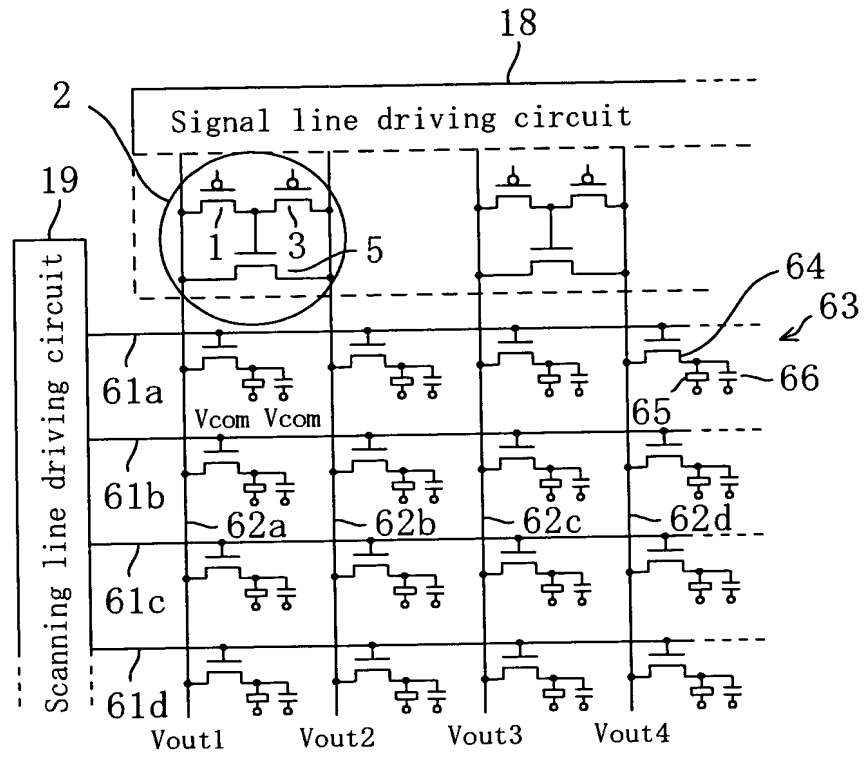 18
2
Signal line driving circuit
19
1
3
5
Scanning line driving circuit
64
63
61a
65
66
Vcom Vcom
61b
62a
62b
62c
62d
61c
61d
Vout1
Vout2
Vout3
Vout4